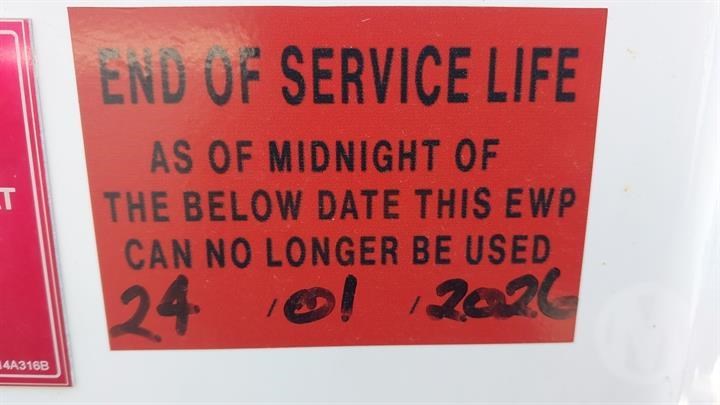 END OF SERVICE LIFE
AS OF MIDNIGHT OF
THE BELOW DATE THIS EWP
CAN NO LONGER BE USED
24 / 01 / 2026
14A316B